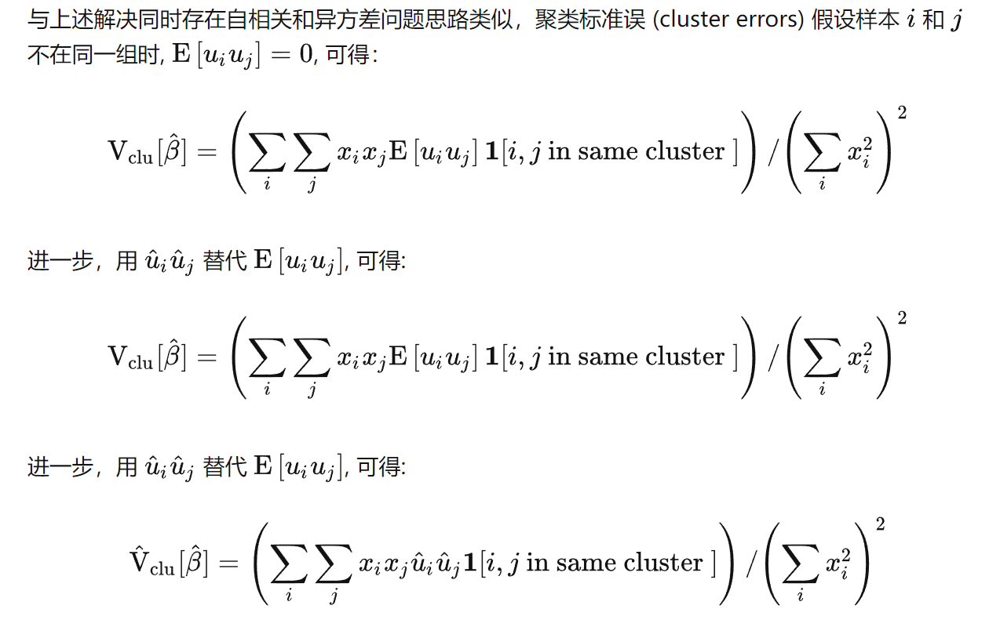 与上述解决同时存在自相关和异方差问题思路类似，聚类标准误 (cluster errors) 假设样本 $i$ 和 $j$
不在同一组时, $\mathrm{E}\left[u_i u_j\right]=0$, 可得：
$$\mathrm{V}_{\mathrm{clu}}[\hat{\beta}]=\left(\sum_i \sum_j x_i x_j \mathrm{E}\left[u_i u_j\right] \mathbf{1}[i, j \text{ in same cluster }]\right) /\left(\sum_i x_i^2\right)^2$$
进一步，用 $\hat{u}_i \hat{u}_j$ 替代 $\mathrm{E}\left[u_i u_j\right]$, 可得:
$$\mathrm{V}_{\mathrm{clu}}[\hat{\beta}]=\left(\sum_i \sum_j x_i x_j \mathrm{E}\left[u_i u_j\right] \mathbf{1}[i, j \text{ in same cluster }]\right) /\left(\sum_i x_i^2\right)^2$$
进一步，用 $\hat{u}_i \hat{u}_j$ 替代 $\mathrm{E}\left[u_i u_j\right]$, 可得:
$$\hat{\mathrm{V}}_{\mathrm{clu}}[\hat{\beta}]=\left(\sum_i \sum_j x_i x_j \hat{u}_i \hat{u}_j \mathbf{1}[i, j \text{ in same cluster }]\right) /\left(\sum_i x_i^2\right)^2$$